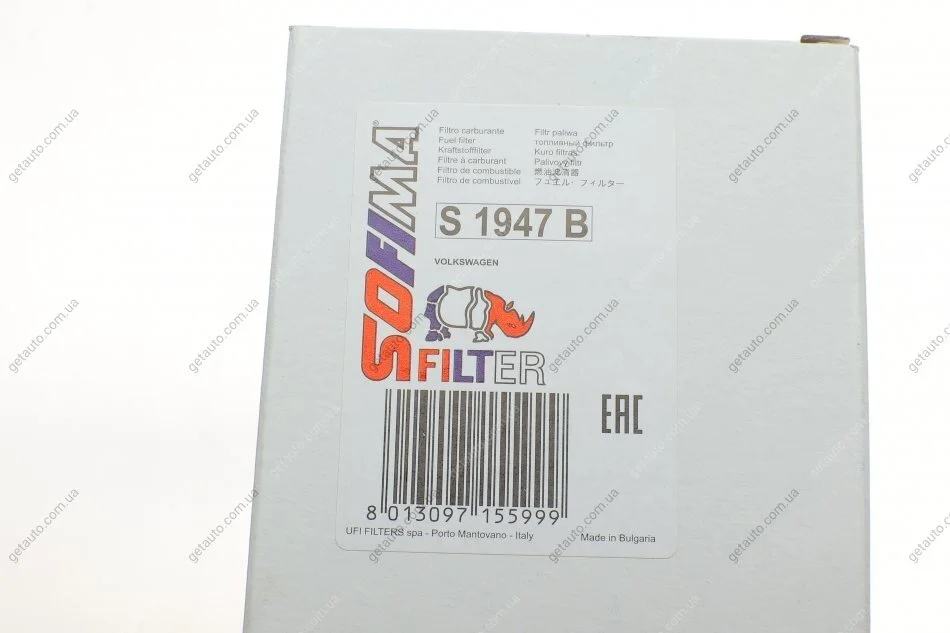 SOFIMA®
Filtro carburante
Fuel filter
Kraftstofffilter
Filtre à carburant
Filtro de combustible
Filtro de combustível
Filtr paliwa
топливный фильтр
Kuro filtras
Palivový filtr
燃油滤清器
フュエル・フィルター
S 1947 B
VOLKSWAGEN
FILTER
EAC
8 013097 155999
UFI FILTERS spa - Porto Mantovano - Italy
Made in Bulgaria
getauto.com.ua